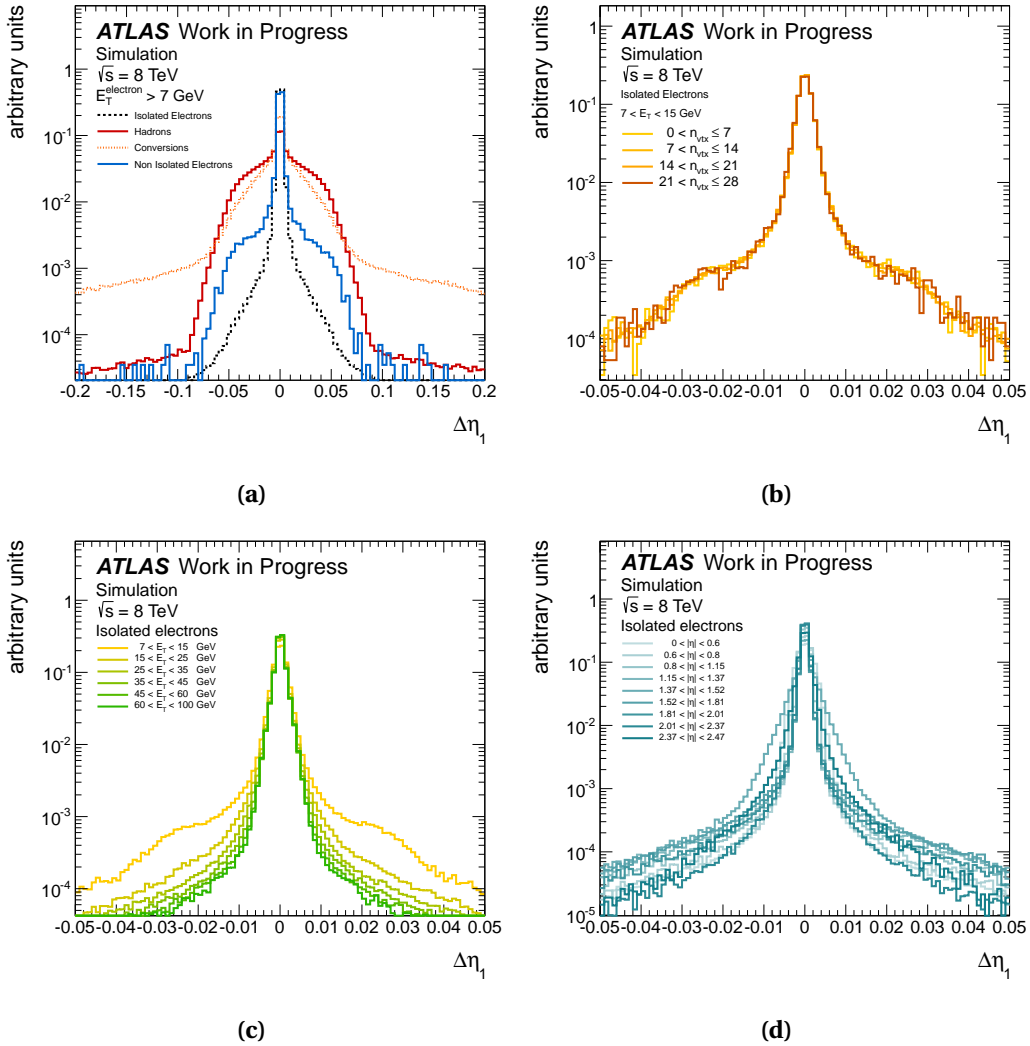 arbitrary units
ATLAS Work in Progress
Simulation
√s = 8 TeV
E_T^electron > 7 GeV
Isolated Electrons
Hadrons
Conversions
Non Isolated Electrons
1
10^-1
10^-2
10^-3
10^-4
-0.2 -0.15 -0.1 -0.05 0 0.05 0.1 0.15 0.2
Δη_1
(a)
arbitrary units
ATLAS Work in Progress
Simulation
√s = 8 TeV
Isolated Electrons
7 < E_T < 15 GeV
0 < n_vtx ≤ 7
7 < n_vtx ≤ 14
14 < n_vtx ≤ 21
21 < n_vtx ≤ 28
1
10^-1
10^-2
10^-3
10^-4
-0.05 -0.04 -0.03 -0.02 -0.01 0 0.01 0.02 0.03 0.04 0.05
Δη_1
(b)
arbitrary units
ATLAS Work in Progress
Simulation
√s = 8 TeV
Isolated electrons
7 < E_T < 15 GeV
15 < E_T < 25 GeV
25 < E_T < 35 GeV
35 < E_T < 45 GeV
45 < E_T < 60 GeV
60 < E_T < 100 GeV
1
10^-1
10^-2
10^-3
10^-4
-0.05 -0.04 -0.03 -0.02 -0.01 0 0.01 0.02 0.03 0.04 0.05
Δη_1
(c)
arbitrary units
ATLAS Work in Progress
Simulation
√s = 8 TeV
Isolated electrons
0 < |η| < 0.6
0.6 < |η| < 0.8
0.8 < |η| < 1.15
1.15 < |η| < 1.37
1.37 < |η| < 1.52
1.52 < |η| < 1.81
1.81 < |η| < 2.01
2.01 < |η| < 2.37
2.37 < |η| < 2.47
1
10^-1
10^-2
10^-3
10^-4
10^-5
-0.05 -0.04 -0.03 -0.02 -0.01 0 0.01 0.02 0.03 0.04 0.05
Δη_1
(d)